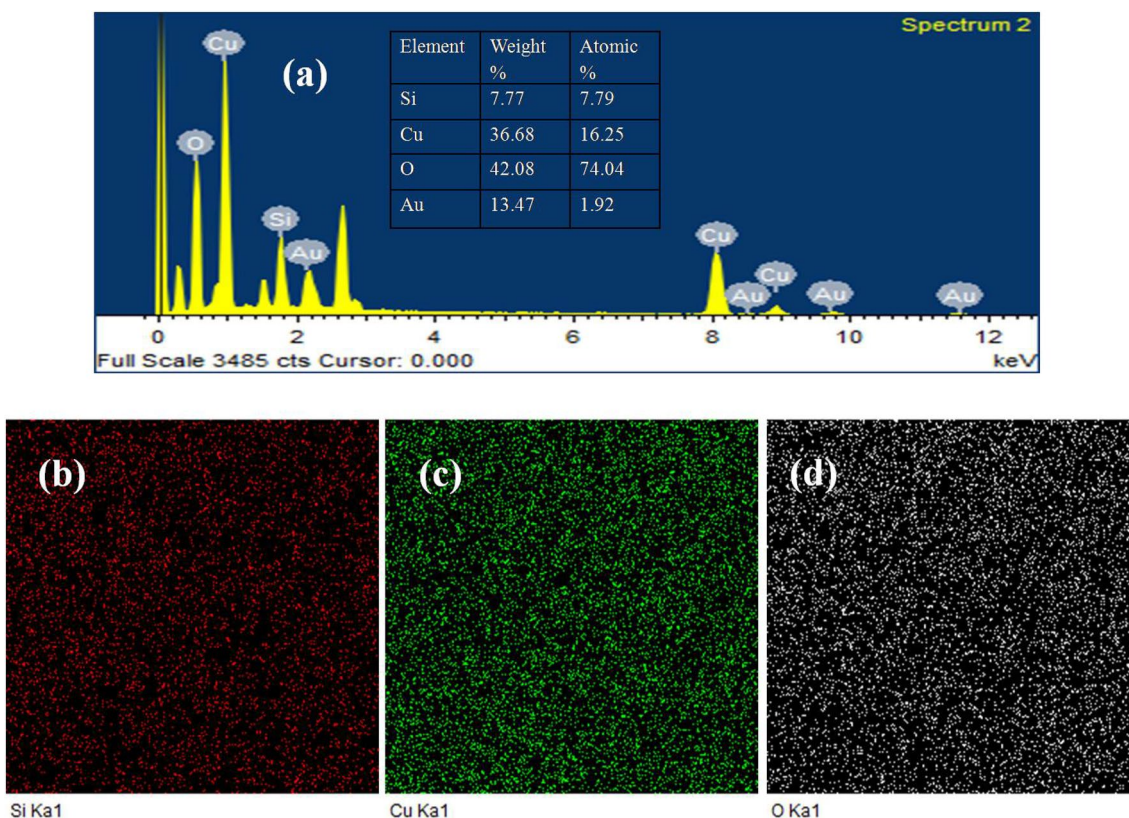 Spectrum 2
(a)
Cu
O
Si
Au
Cu
Au
Cu
Au
Au
Element Weight % Atomic %
Si 7.77 7.79
Cu 36.68 16.25
O 42.08 74.04
Au 13.47 1.92
0 2 4 6 8 10 12
Full Scale 3485 cts Cursor: 0.000 keV
(b) (c) (d)
Si Ka1 Cu Ka1 O Ka1